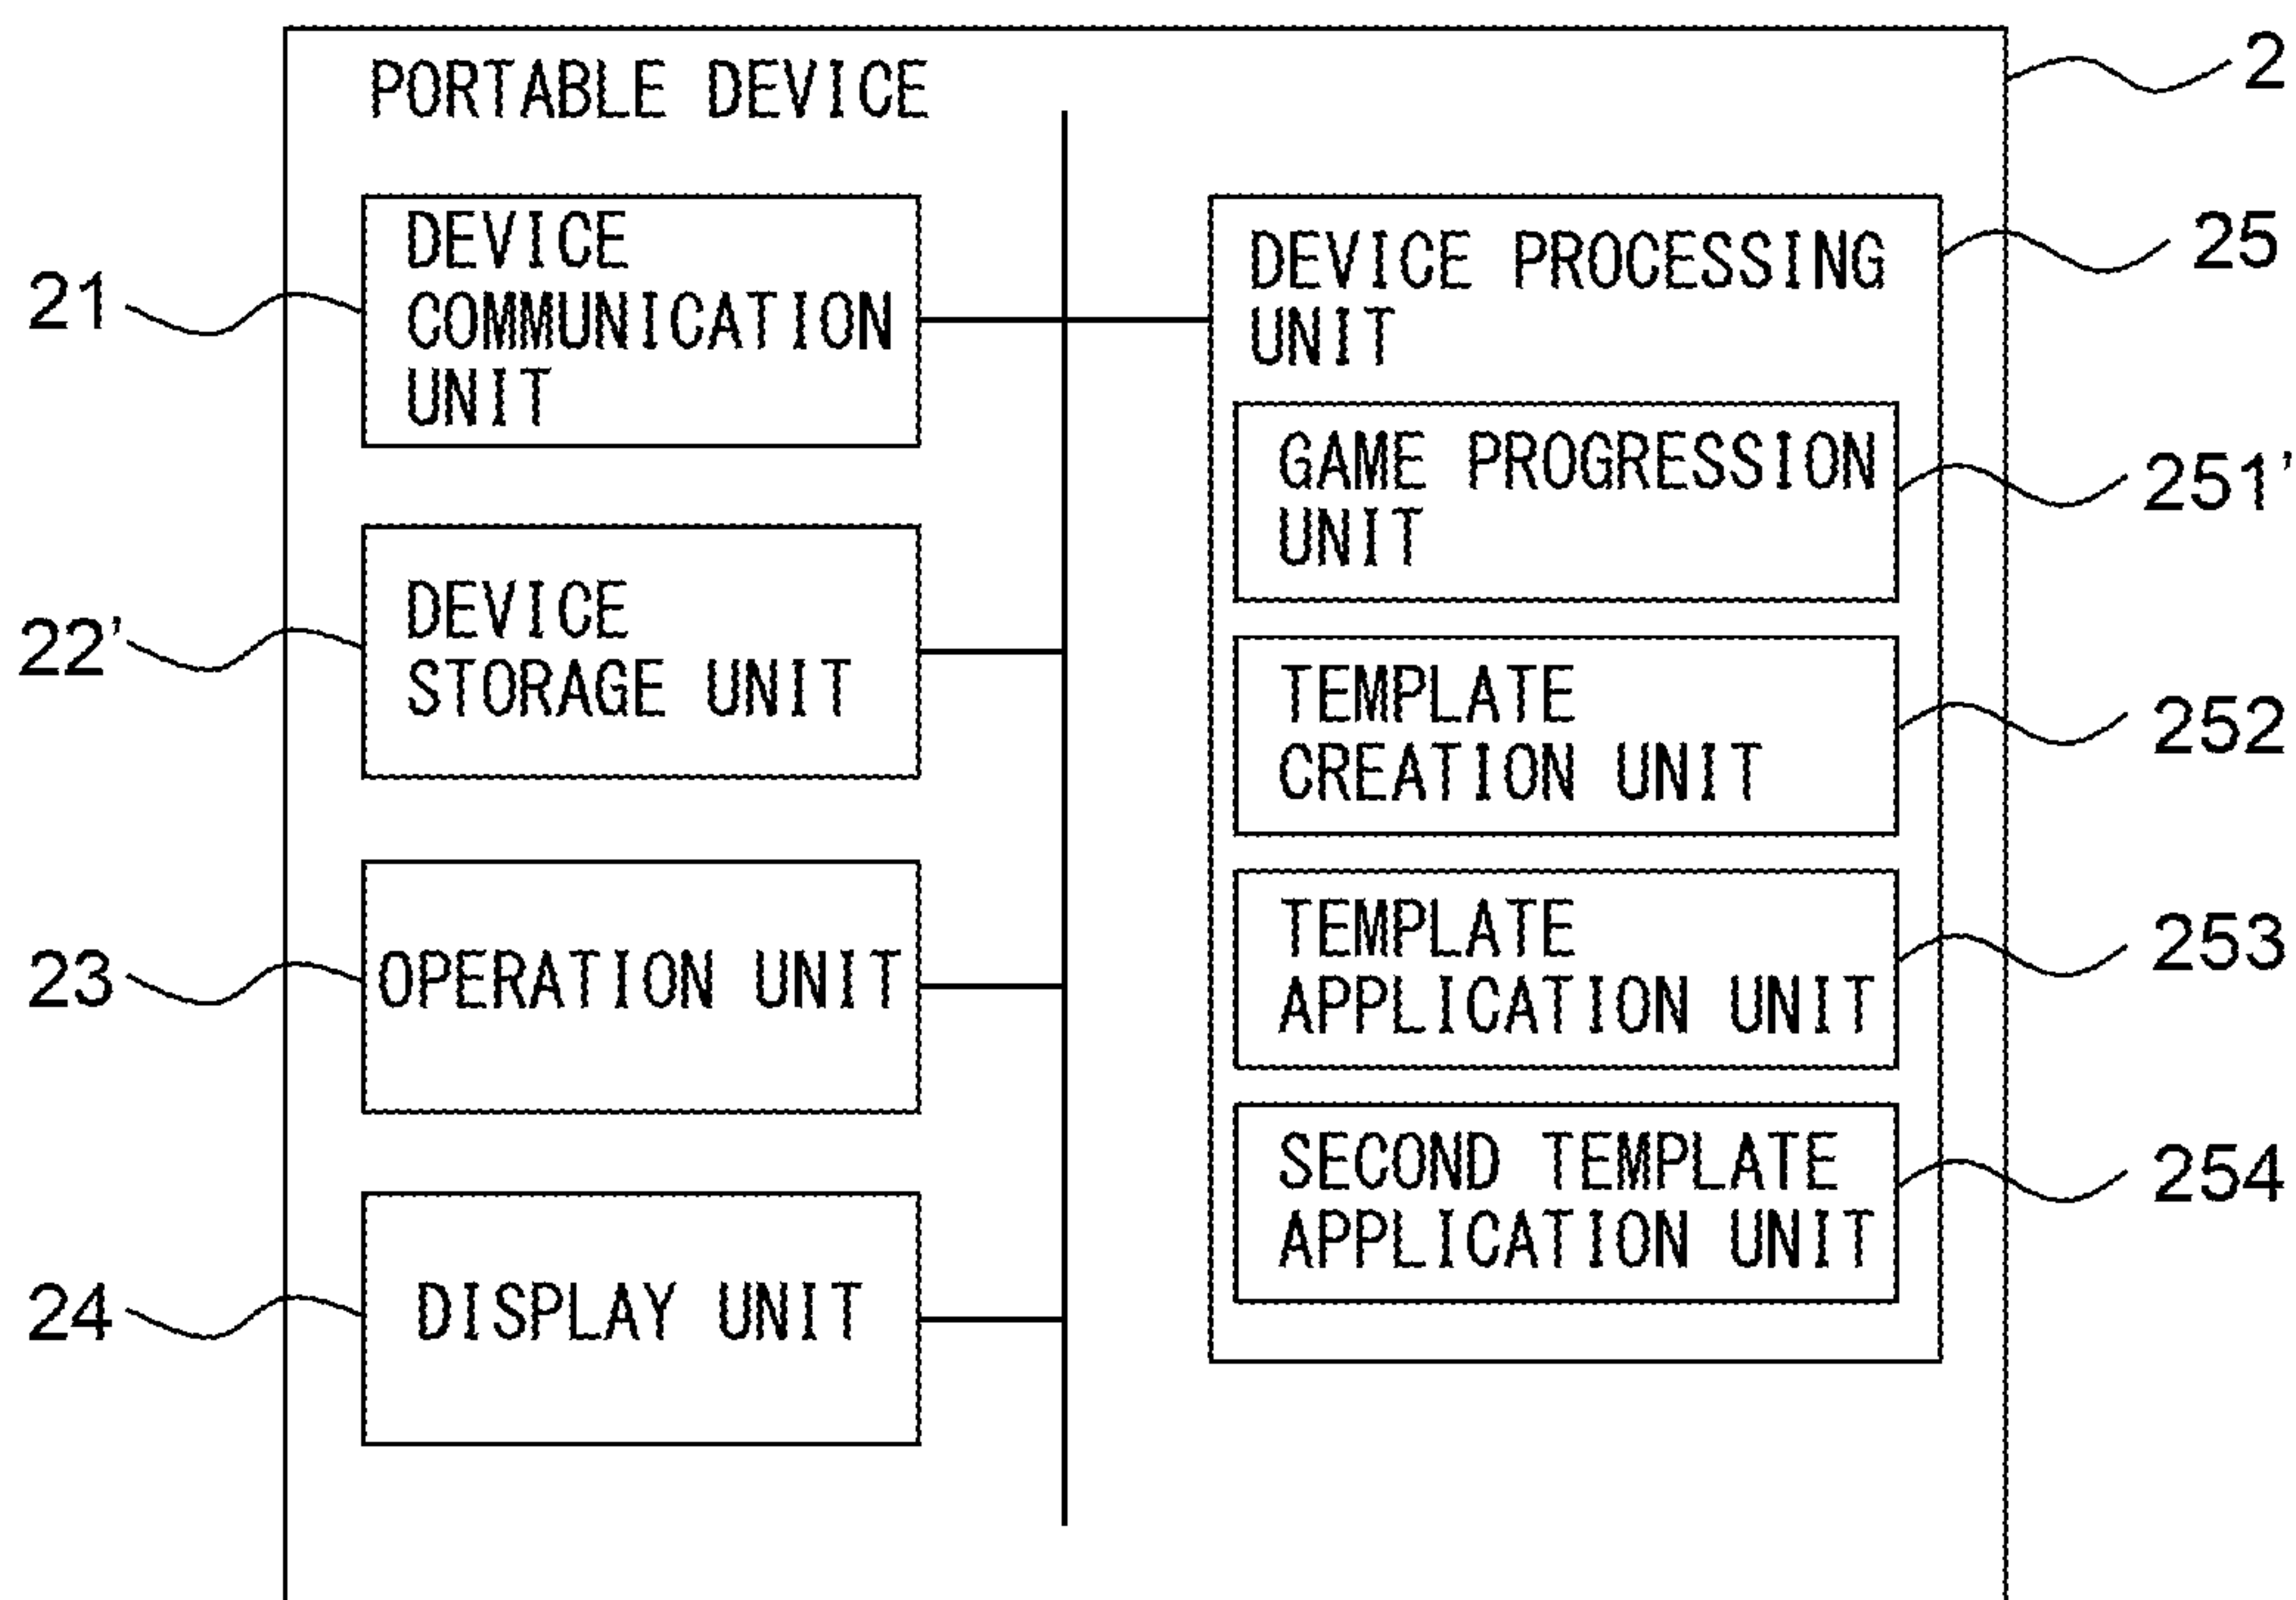 PORTABLE DEVICE
2
21
DEVICE
COMMUNICATION
UNIT
22'
DEVICE
STORAGE UNIT
23
OPERATION UNIT
24
DISPLAY UNIT
25
DEVICE PROCESSING
UNIT
GAME PROGRESSION
UNIT
251'
TEMPLATE
CREATION UNIT
252
TEMPLATE
APPLICATION UNIT
253
SECOND TEMPLATE
APPLICATION UNIT
254